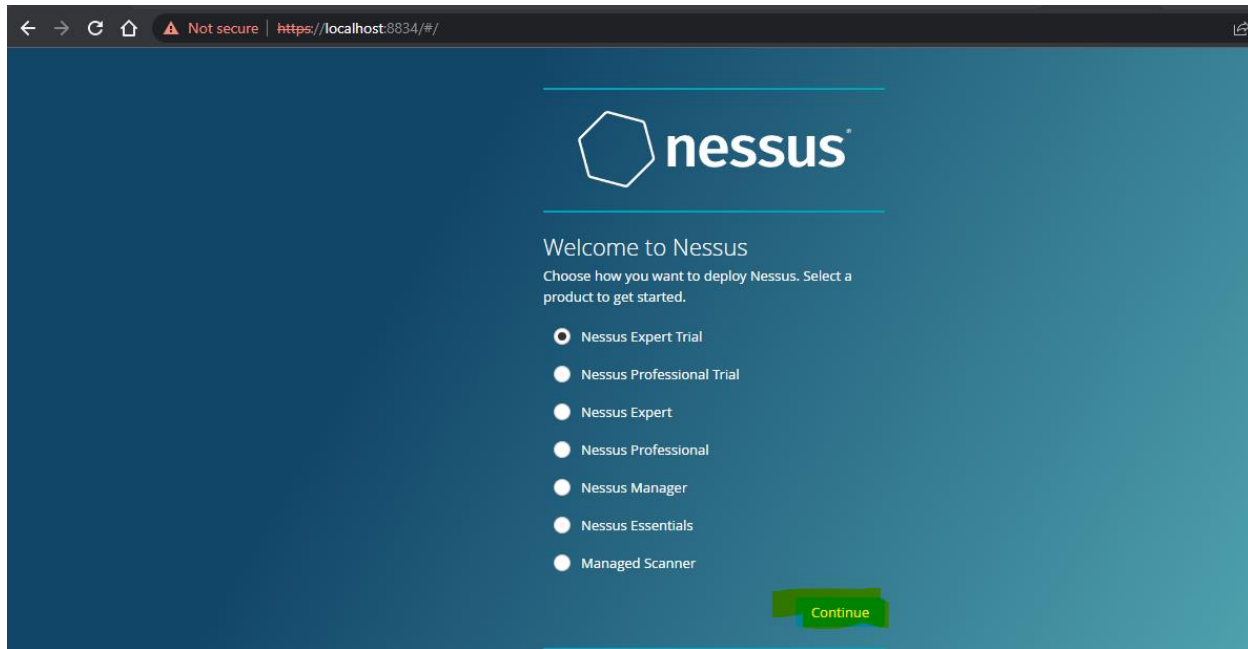 Not secure | https://localhost:8834/#/
nessus®
Welcome to Nessus
Choose how you want to deploy Nessus. Select a
product to get started.
Nessus Expert Trial
Nessus Professional Trial
Nessus Expert
Nessus Professional
Nessus Manager
Nessus Essentials
Managed Scanner
Continue